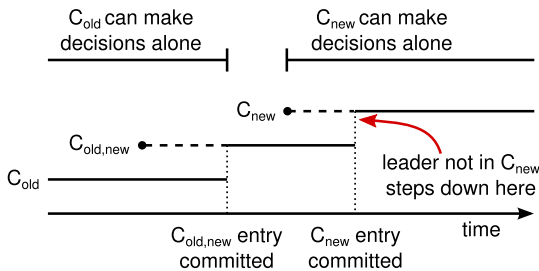 C_old can make
decisions alone
C_new can make
decisions alone
C_new
C_old,new
C_old
leader not in C_new
steps down here
time
C_old,new entry
committed
C_new entry
committed